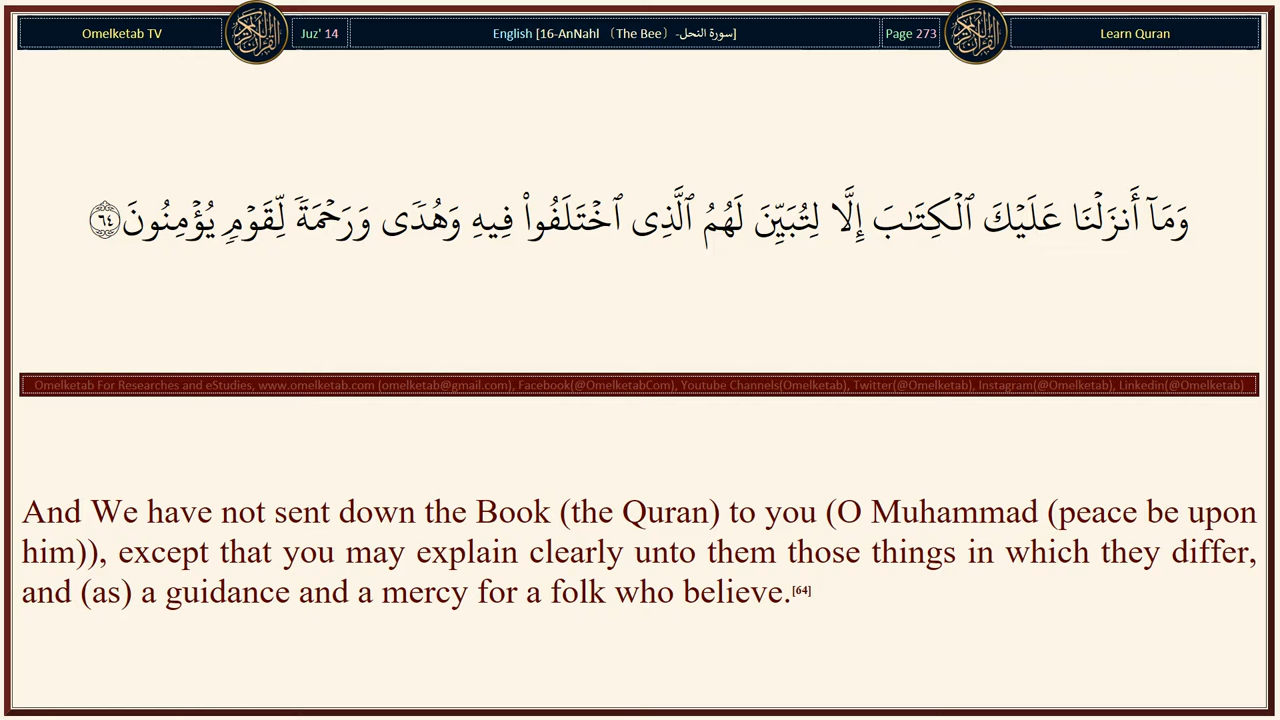 Omelketab TV
Juz' 14
English [16-AnNahl （The Bee）-سورة النحل]
Page 273
Learn Quran
وَمَآ أَنزَلْنَا عَلَيْكَ ٱلْكِتَٰبَ إِلَّا لِتُبَيِّنَ لَهُمُ ٱلَّذِى ٱخْتَلَفُوا۟ فِيهِ وَهُدًى وَرَحْمَةً لِّقَوْمٍ يُؤْمِنُونَ ٦٤
Omelketab For Researches and eStudies, www.omelketab.com (omelketab@gmail.com), Facebook(@OmelketabCom), Youtube Channels(Omelketab), Twitter(@Omelketab), Instagram(@Omelketab), Linkedin(@Omelketab)
And We have not sent down the Book (the Quran) to you (O Muhammad (peace be upon
him)), except that you may explain clearly unto them those things in which they differ,
and (as) a guidance and a mercy for a folk who believe.[64]